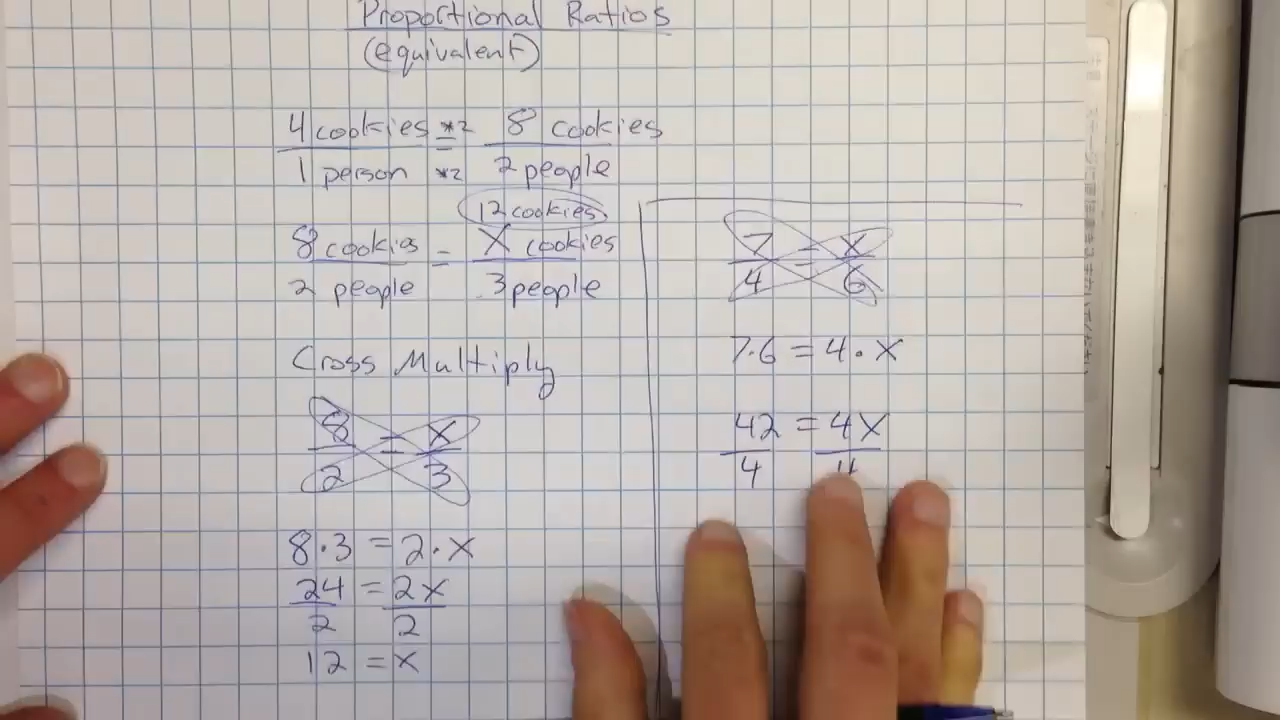 Proportional Ratios
(equivalent)
4 cookies *2 = 8 cookies
1 person *2 2 people
12 cookies
8 cookies = X cookies
2 people 3 people
Cross Multiply
8 = x
2 3
8·3 = 2·x
24 = 2x
2 2
12 = x
7 = x
4 6
7·6 = 4·x
42 = 4x
4 4